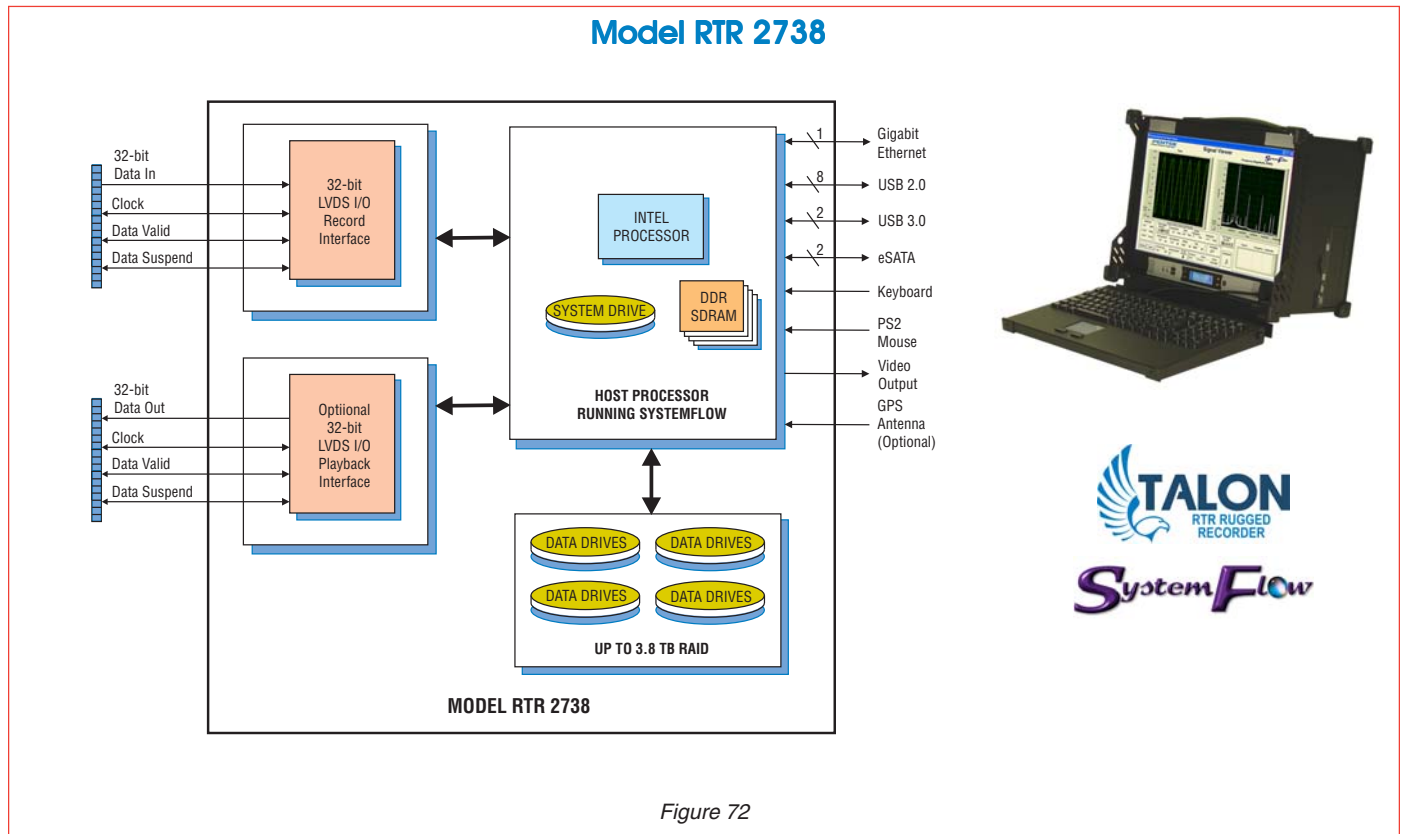 Model RTR 2738
32-bit
Data In
Clock
Data Valid
Data Suspend
32-bit
LVDS I/O
Record
Interface
32-bit
Data Out
Clock
Data Valid
Data Suspend
Optiional
32-bit
LVDS I/O
Playback
Interface
INTEL
PROCESSOR
SYSTEM DRIVE
DDR
SDRAM
HOST PROCESSOR
RUNNING SYSTEMFLOW
1
Gigabit
Ethernet
8
USB 2.0
2
USB 3.0
2
eSATA
Keyboard
PS2
Mouse
Video
Output
GPS
Antenna
(Optional)
DATA DRIVES
DATA DRIVES
DATA DRIVES
DATA DRIVES
UP TO 3.8 TB RAID
MODEL RTR 2738
PENTEK
Signal Viewer
SystemFlow
TALON
RTR RUGGED
RECORDER
SystemFlow
Figure 72